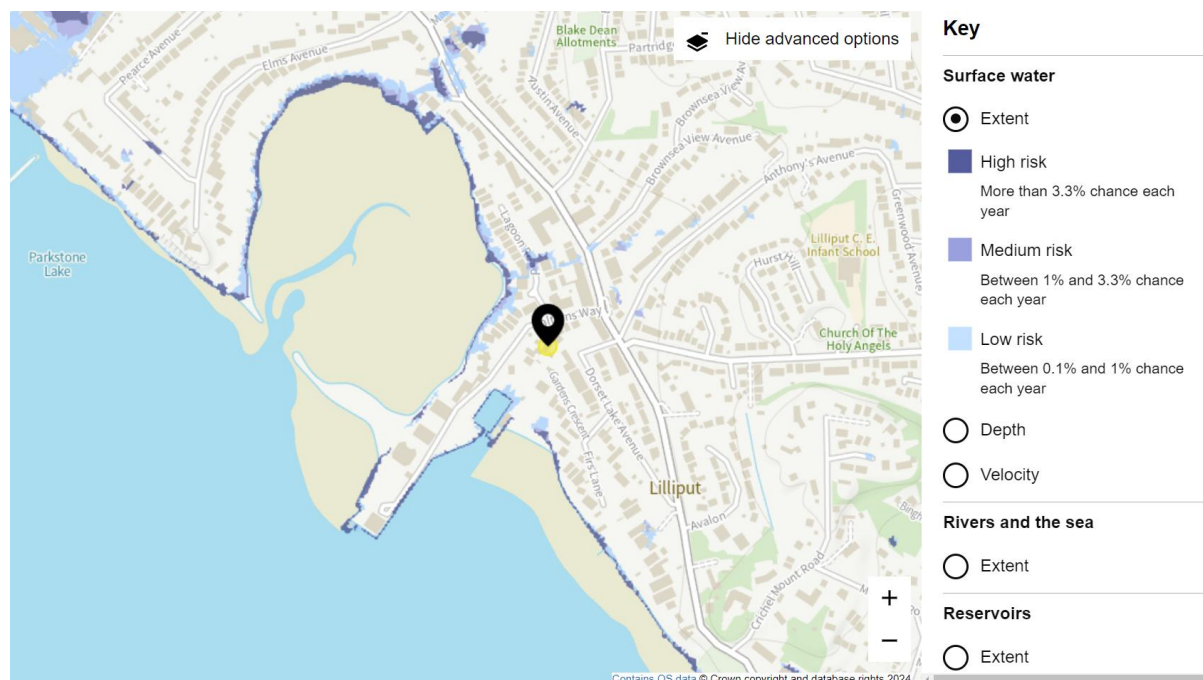 Blake Dean
Allotments
Hide advanced options
Pearce Avenue
Elms Avenue
Austin Avenue
Brownsea View Avenue
Anthony's Avenue
Greenwood Avenue
Parkstone
Lake
Lagoon
Lilliput C. E.
Infant School
Hurst Hill
Way
Church Of The
Holy Angels
Gardens Crescent
Dorset Lake Avenue
Firs Lane
Lilliput
Avalon
Crichel Mount Road
+
−
Contains OS data © Crown copyright and database rights 2024
Key
Surface water
Extent
High risk
More than 3.3% chance each
year
Medium risk
Between 1% and 3.3% chance
each year
Low risk
Between 0.1% and 1% chance
each year
Depth
Velocity
Rivers and the sea
Extent
Reservoirs
Extent